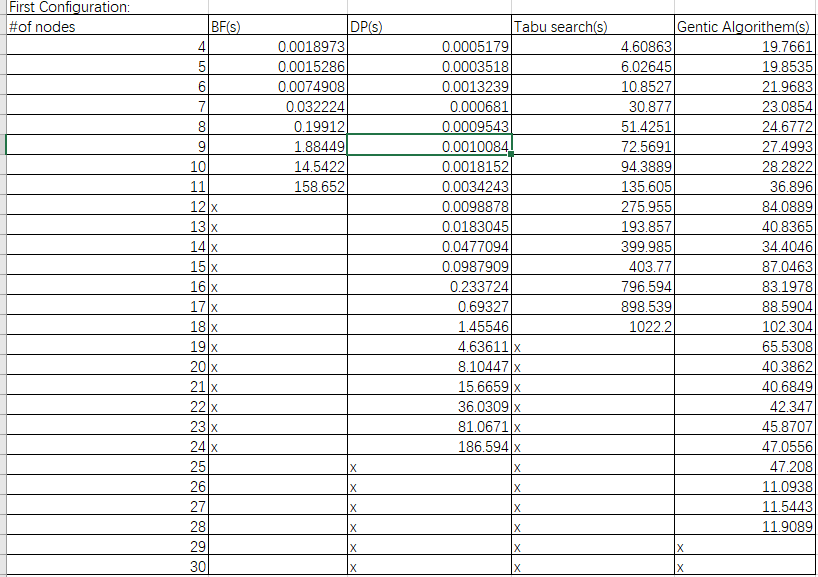 First Configuration:
#of nodes BF(s) DP(s) Tabu search(s) Gentic Algorithem(s)
4 0.0018973 0.0005179 4.60863 19.7661
5 0.0015286 0.0003518 6.02645 19.8535
6 0.0074908 0.0013239 10.8527 21.9683
7 0.032224 0.000681 30.877 23.0854
8 0.19912 0.0009543 51.4251 24.6772
9 1.88449 0.0010084 72.5691 27.4993
10 14.5422 0.0018152 94.3889 28.2822
11 158.652 0.0034243 135.605 36.896
12 x 0.0098878 275.955 84.0889
13 x 0.0183045 193.857 40.8365
14 x 0.0477094 399.985 34.4046
15 x 0.0987909 403.77 87.0463
16 x 0.233724 796.594 83.1978
17 x 0.69327 898.539 88.5904
18 x 1.45546 1022.2 102.304
19 x 4.63611 x 65.5308
20 x 8.10447 x 40.3862
21 x 15.6659 x 40.6849
22 x 36.0309 x 42.347
23 x 81.0671 x 45.8707
24 x 186.594 x 47.0556
25 x x 47.208
26 x x 11.0938
27 x x 11.5443
28 x x 11.9089
29 x x x
30 x x x